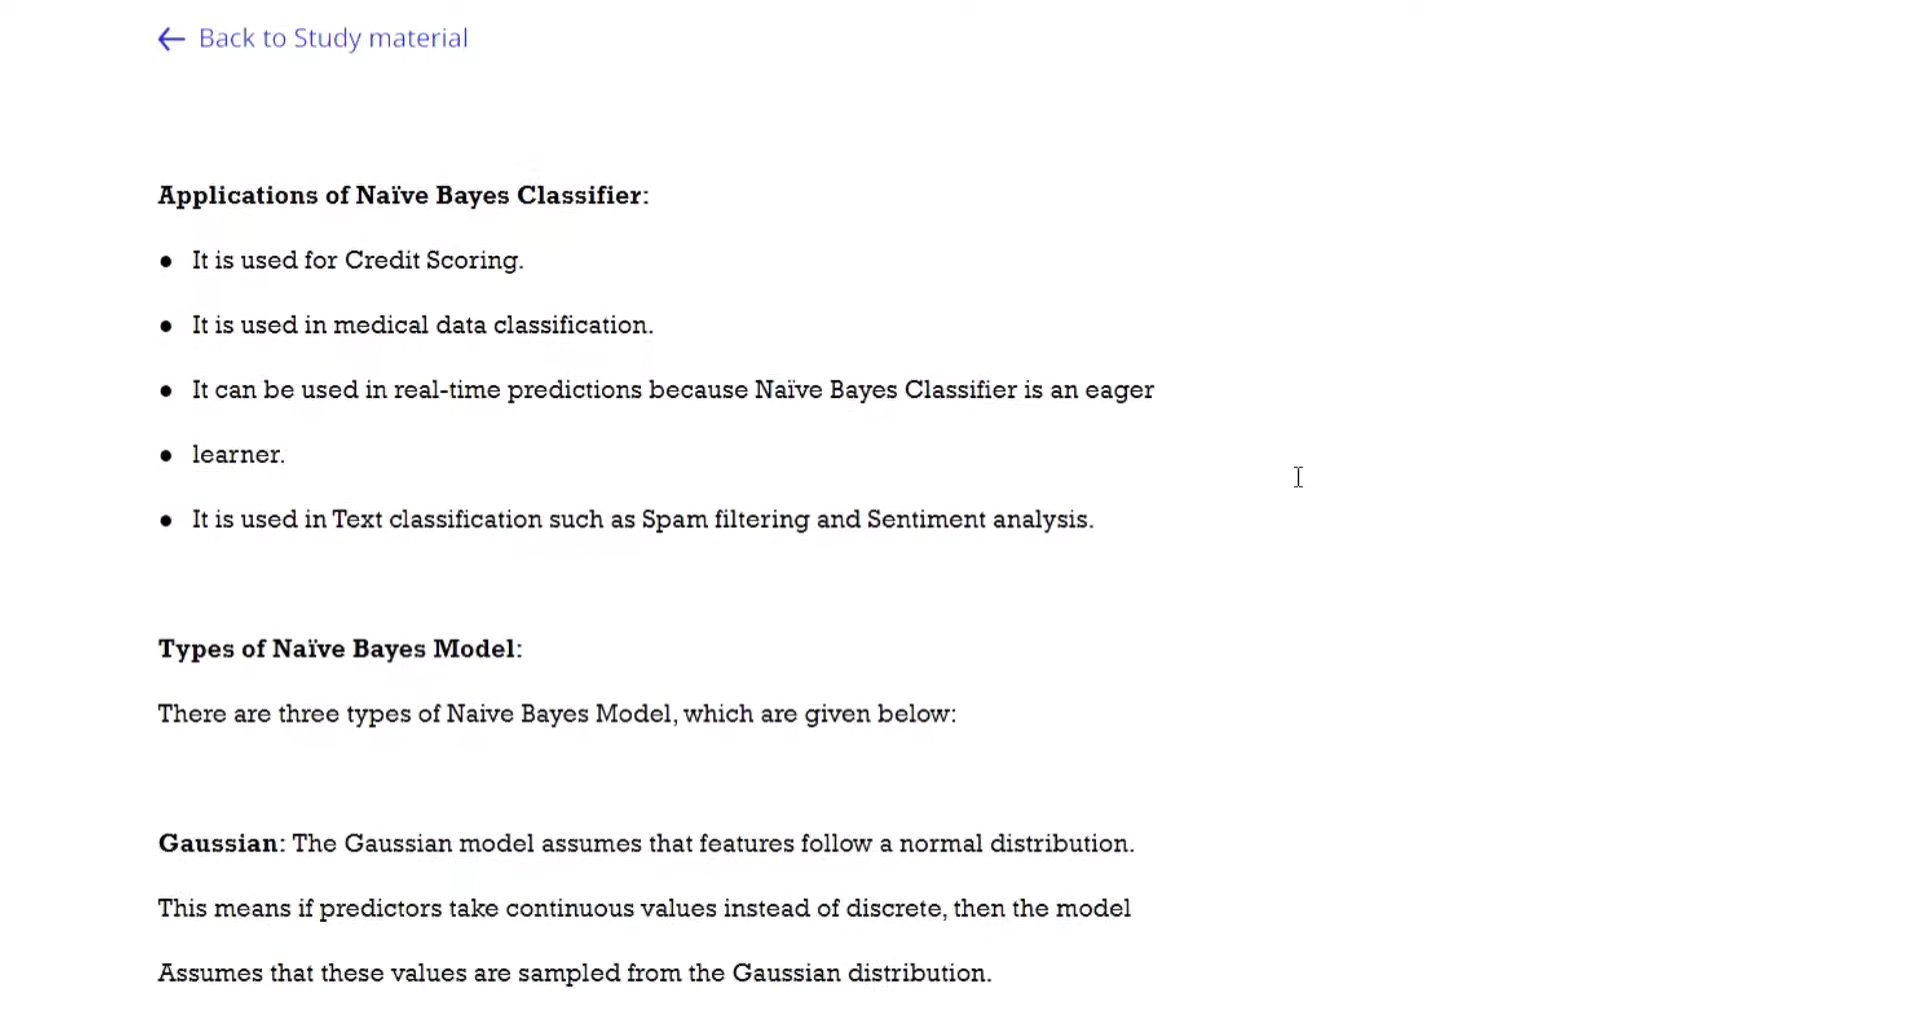 ← Back to Study material
Applications of Naïve Bayes Classifier:
● It is used for Credit Scoring.
● It is used in medical data classification.
● It can be used in real-time predictions because Naïve Bayes Classifier is an eager
● learner.
● It is used in Text classification such as Spam filtering and Sentiment analysis.
Types of Naïve Bayes Model:
There are three types of Naive Bayes Model, which are given below:
Gaussian: The Gaussian model assumes that features follow a normal distribution.
This means if predictors take continuous values instead of discrete, then the model
Assumes that these values are sampled from the Gaussian distribution.